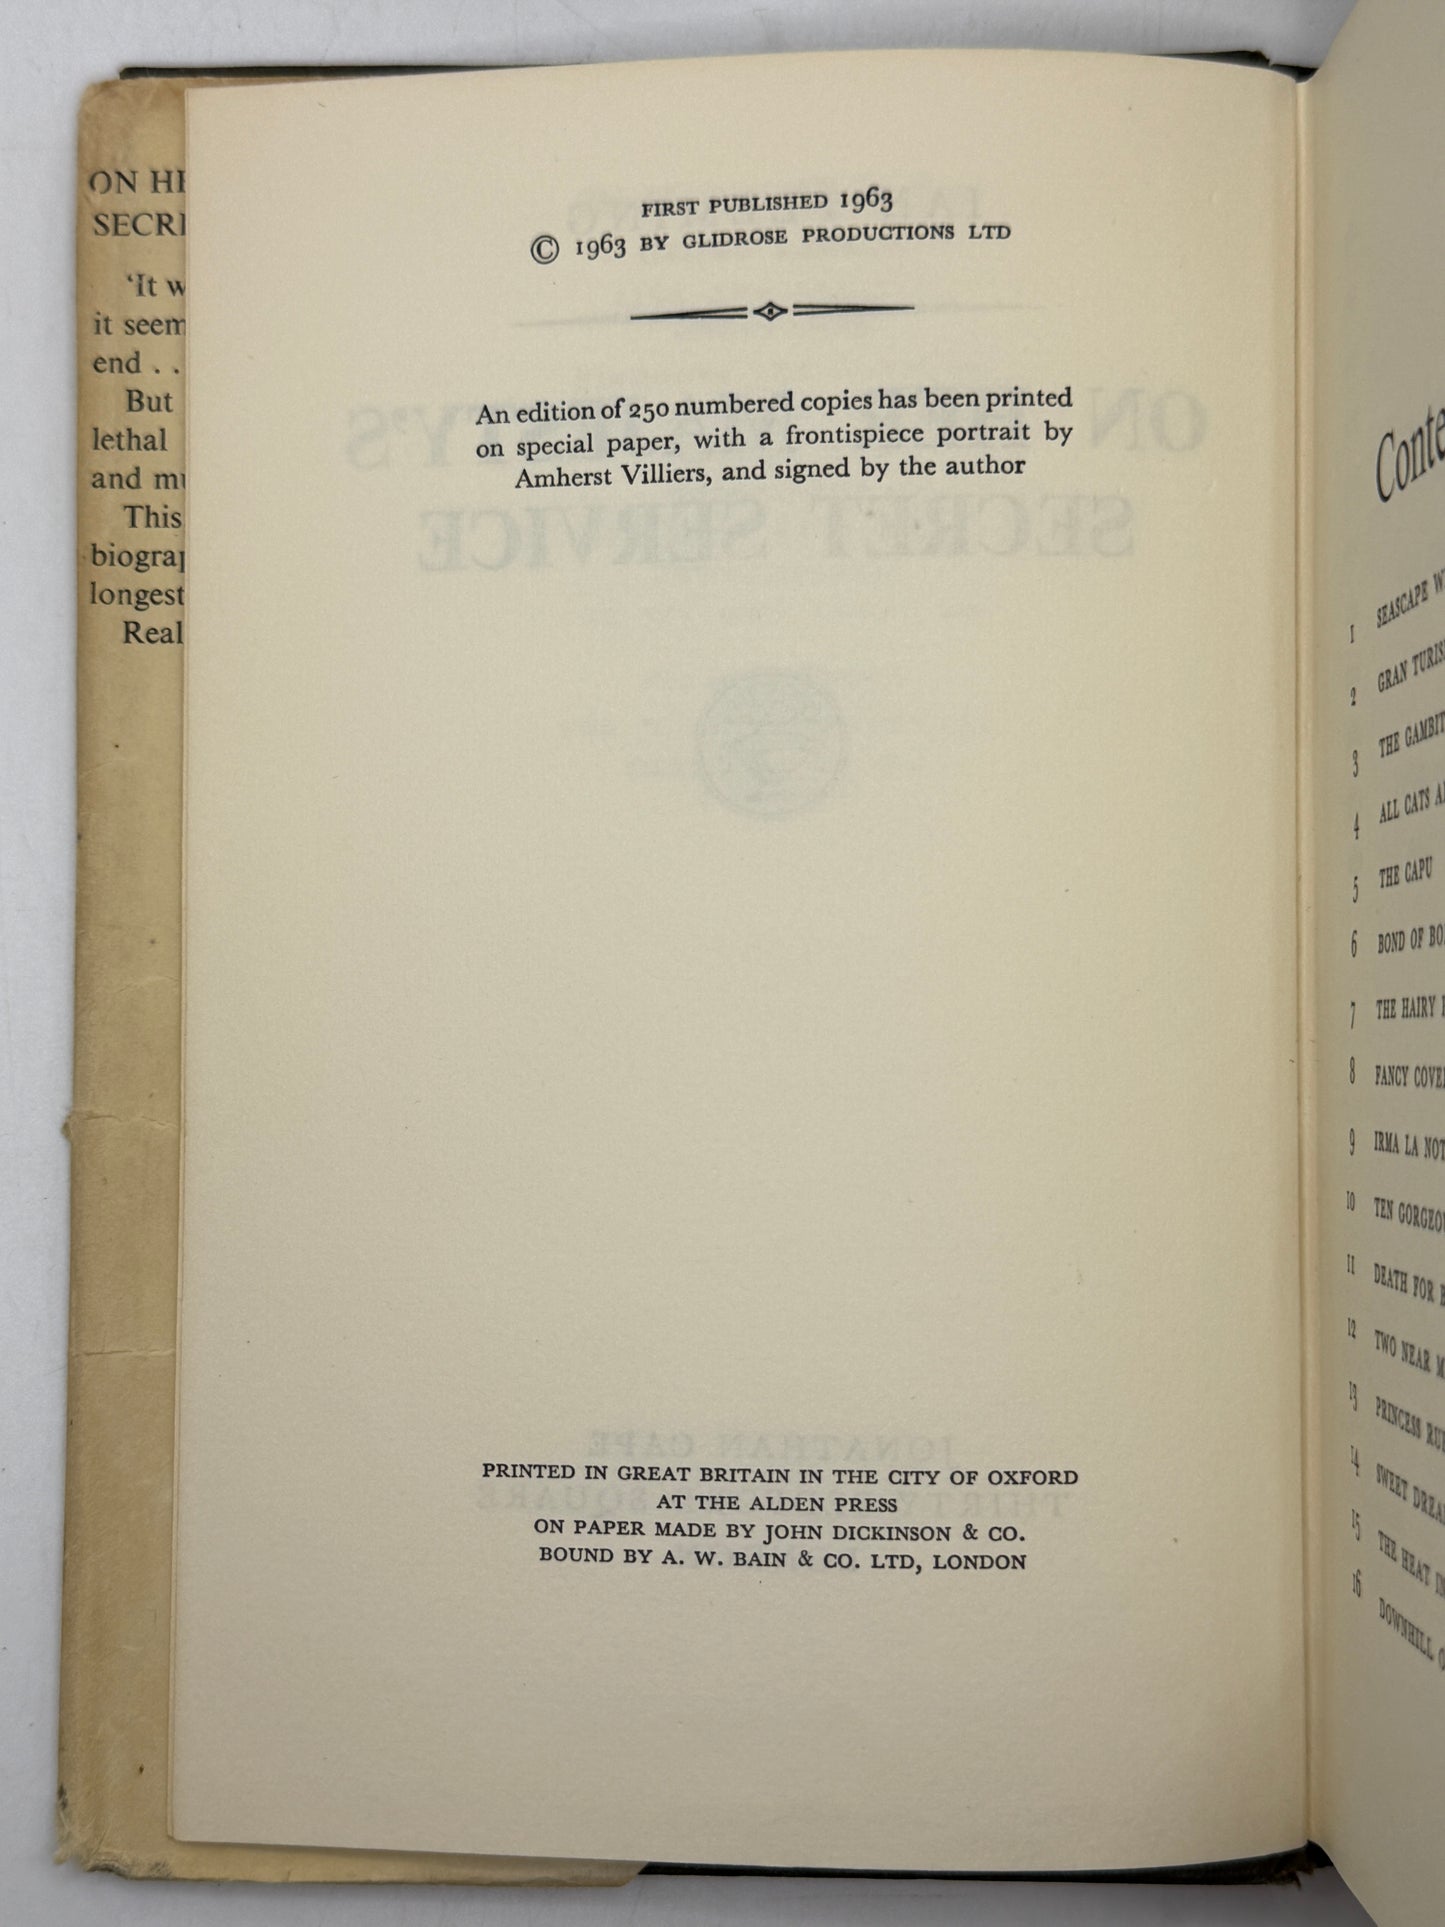 ON HE
SECRE
'It w
it seem
end . .
But
lethal
and mu
This
biograp
longest
Real
FIRST PUBLISHED 1963
© 1963 BY GLIDROSE PRODUCTIONS LTD
An edition of 250 numbered copies has been printed
on special paper, with a frontispiece portrait by
Amherst Villiers, and signed by the author
PRINTED IN GREAT BRITAIN IN THE CITY OF OXFORD
AT THE ALDEN PRESS
ON PAPER MADE BY JOHN DICKINSON & CO.
BOUND BY A. W. BAIN & CO. LTD, LONDON
Conte
1 SEASCAPE W
2 GRAN TURIS
3 THE GAMBIT
4 ALL CATS A
5 THE CAPU
6 BOND OF BO
7 THE HAIRY
8 FANCY COVE
9 IRMA LA NOT
10 TEN GORGEO
11 DEATH FOR
12 TWO NEAR M
13 PRINCESS RU
14 SWEET DREA
15 THE HEAT I
16 DOWNHILL O